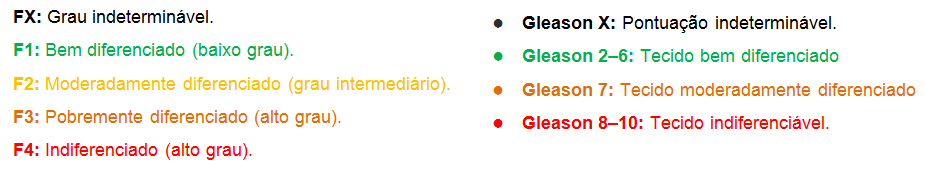 FX: Grau indeterminável.
F1: Bem diferenciado (baixo grau).
F2: Moderadamente diferenciado (grau intermediário).
F3: Pobremente diferenciado (alto grau).
F4: Indiferenciado (alto grau).
● Gleason X: Pontuação indeterminável.
● Gleason 2–6: Tecido bem diferenciado
● Gleason 7: Tecido moderadamente diferenciado
● Gleason 8–10: Tecido indiferenciável.